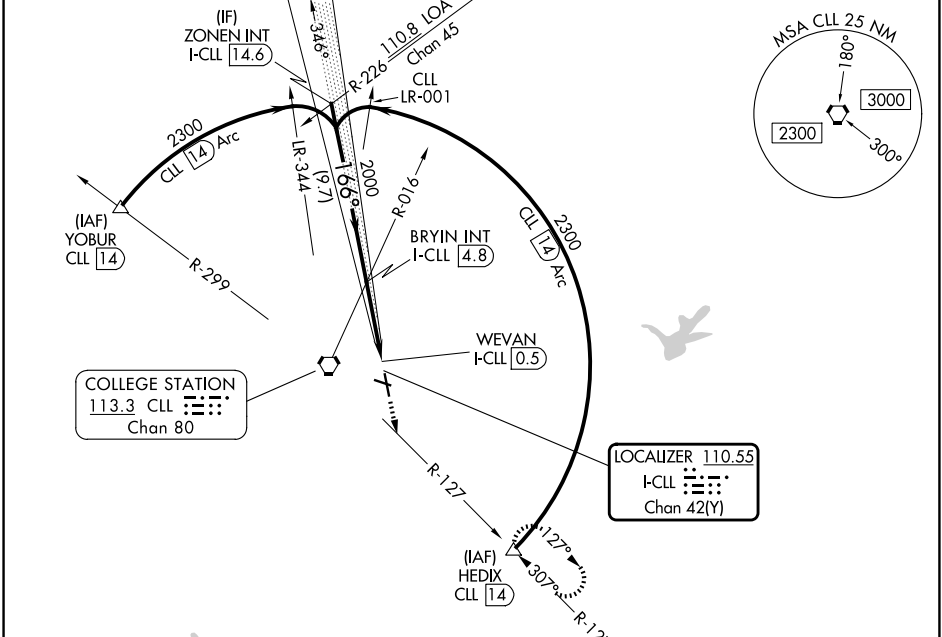 (IF)
ZONEN INT
I-CLL 14.6
346°
R-226
110.8 LOA
Chan 45
CLL
LR-001
MSA CLL 25 NM
180°
3000
2300
300°
2300
CLL 14 Arc
LR-344
(9.7)
166°
2000
R-016
2300
CLL 14 Arc
(IAF)
YOBUR
CLL 14
R-299
BRYIN INT
I-CLL 4.8
WEVAN
I-CLL 0.5
COLLEGE STATION
113.3 CLL
Chan 80
LOCALIZER 110.55
I-CLL
Chan 42(Y)
R-127
(IAF)
HEDIX
CLL 14
127°
307°